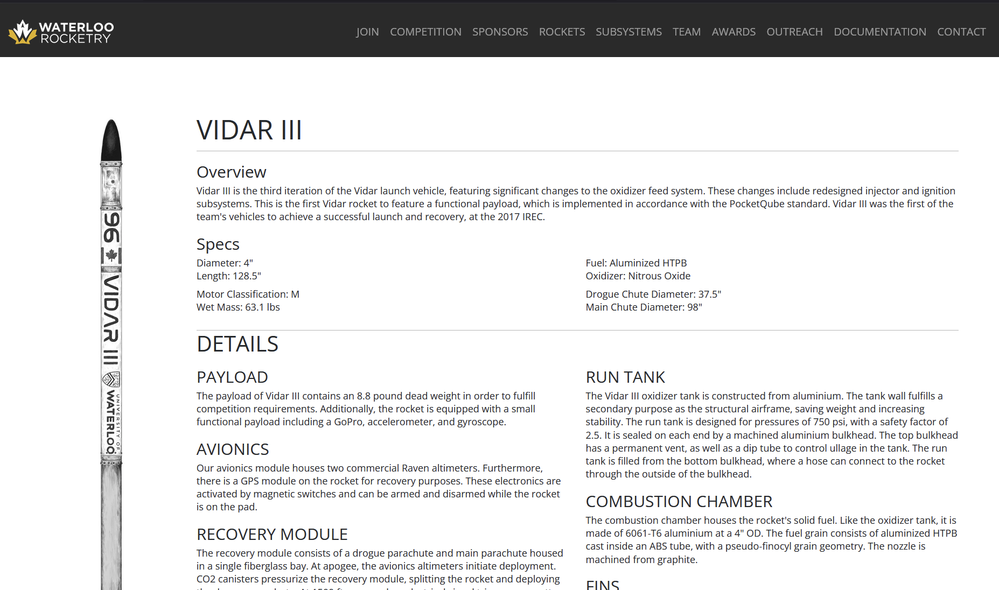 WATERLOO
ROCKETRY
JOIN COMPETITION SPONSORS ROCKETS SUBSYSTEMS TEAM AWARDS OUTREACH DOCUMENTATION CONTACT
96
VIDAR III
UNIVERSITY OF
WATERLOO
VIDAR III
Overview
Vidar III is the third iteration of the Vidar launch vehicle, featuring significant changes to the oxidizer feed system. These changes include redesigned injector and ignition
subsystems. This is the first Vidar rocket to feature a functional payload, which is implemented in accordance with the PocketQube standard. Vidar III was the first of the
team's vehicles to achieve a successful launch and recovery, at the 2017 IREC.
Specs
Diameter: 4"
Length: 128.5"
Motor Classification: M
Wet Mass: 63.1 lbs
Fuel: Aluminized HTPB
Oxidizer: Nitrous Oxide
Drogue Chute Diameter: 37.5"
Main Chute Diameter: 98"
DETAILS
PAYLOAD
The payload of Vidar III contains an 8.8 pound dead weight in order to fulfill
competition requirements. Additionally, the rocket is equipped with a small
functional payload including a GoPro, accelerometer, and gyroscope.
AVIONICS
Our avionics module houses two commercial Raven altimeters. Furthermore,
there is a GPS module on the rocket for recovery purposes. These electronics are
activated by magnetic switches and can be armed and disarmed while the rocket
is on the pad.
RECOVERY MODULE
The recovery module consists of a drogue parachute and main parachute housed
in a single fiberglass bay. At apogee, the avionics altimeters initiate deployment.
CO2 canisters pressurize the recovery module, splitting the rocket and deploying
RUN TANK
The Vidar III oxidizer tank is constructed from aluminium. The tank wall fulfills a
secondary purpose as the structural airframe, saving weight and increasing
stability. The run tank is designed for pressures of 750 psi, with a safety factor of
2.5. It is sealed on each end by a machined aluminium bulkhead. The top bulkhead
has a permanent vent, as well as a dip tube to control ullage in the tank. The run
tank is filled from the bottom bulkhead, where a hose can connect to the rocket
through the outside of the bulkhead.
COMBUSTION CHAMBER
The combustion chamber houses the rocket's solid fuel. Like the oxidizer tank, it is
made of 6061-T6 aluminium at a 4" OD. The fuel grain consists of aluminized HTPB
cast inside an ABS tube, with a pseudo-finocyl grain geometry. The nozzle is
machined from graphite.
FINS